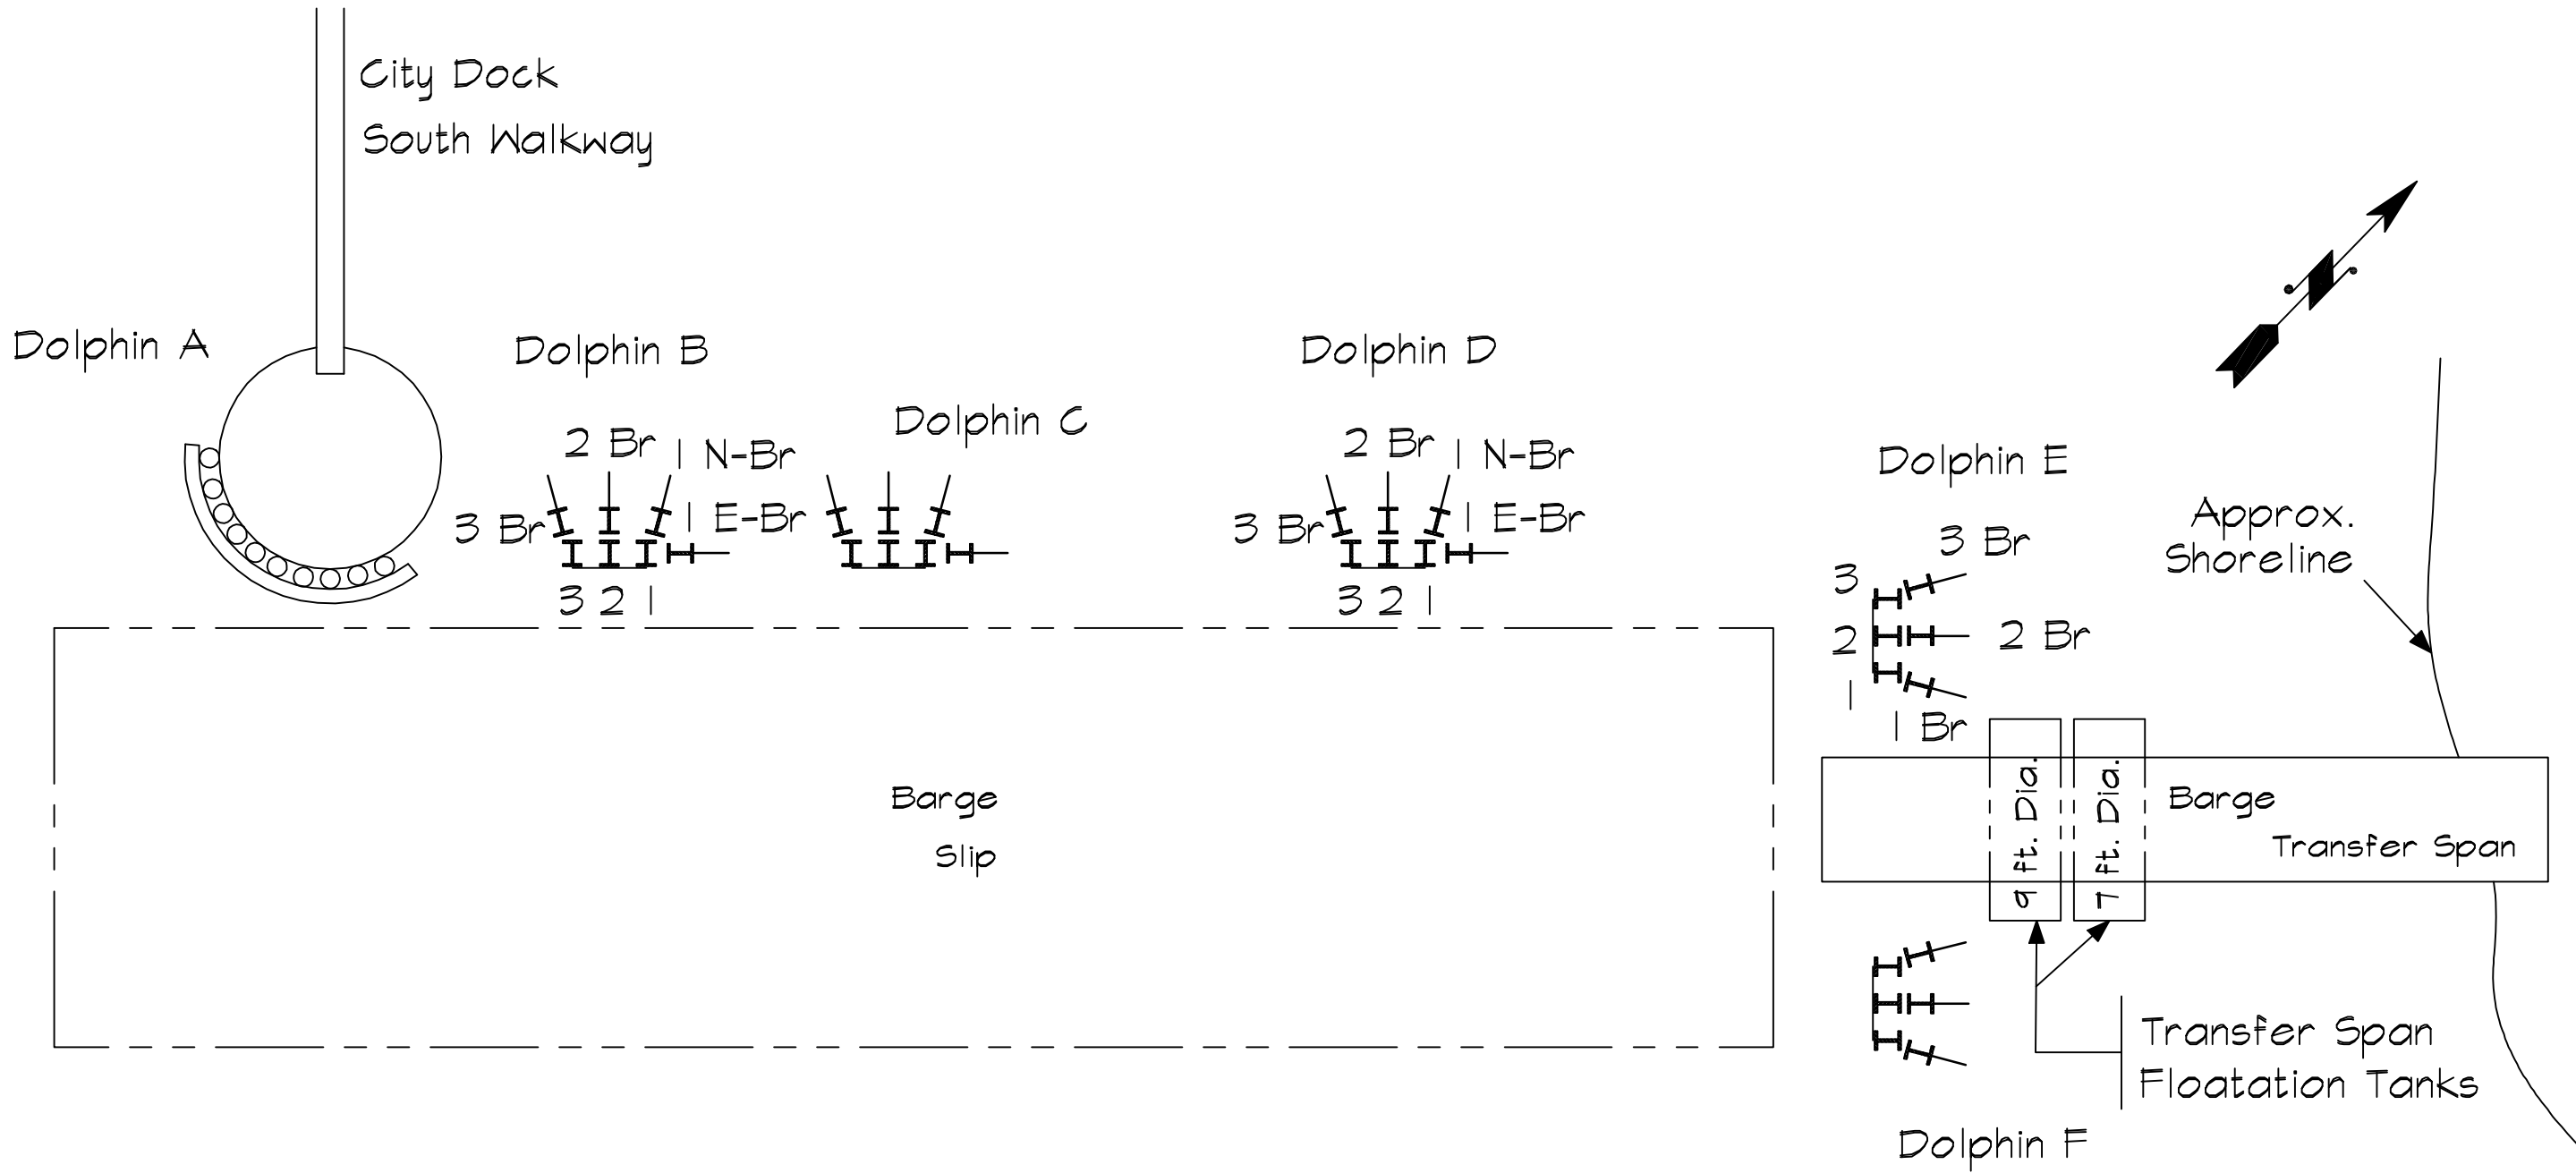 City Dock
South Walkway
Dolphin A
Dolphin B
2 Br
1 N-Br
3 Br
1 E-Br
3 2 1
Dolphin C
Dolphin D
2 Br
1 N-Br
3 Br
1 E-Br
3 2 1
Dolphin E
3 Br
3
2
2 Br
1
1 Br
Approx.
Shoreline
Barge
Slip
9 ft. Dia.
7 ft. Dia.
Barge
Transfer Span
Transfer Span
Floatation Tanks
Dolphin F